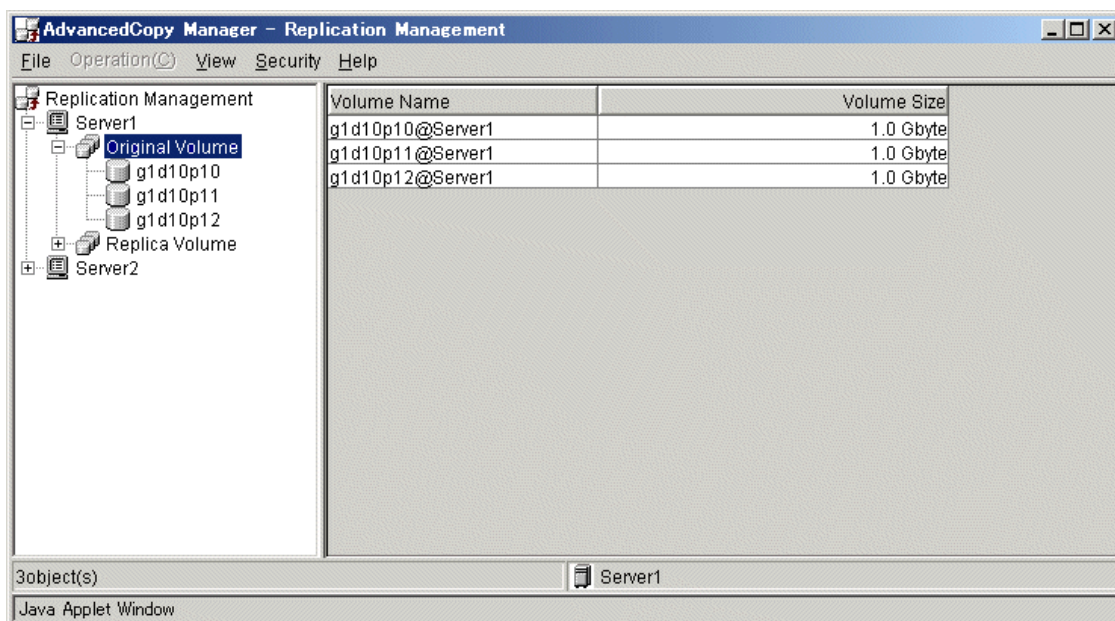 AdvancedCopy Manager - Replication Management
File Operation(C) View Security Help
Replication Management
Server1
Original Volume
g1d10p10
g1d10p11
g1d10p12
Replica Volume
Server2
Volume Name Volume Size
g1d10p10@Server1 1.0 Gbyte
g1d10p11@Server1 1.0 Gbyte
g1d10p12@Server1 1.0 Gbyte
3object(s) Server1
Java Applet Window